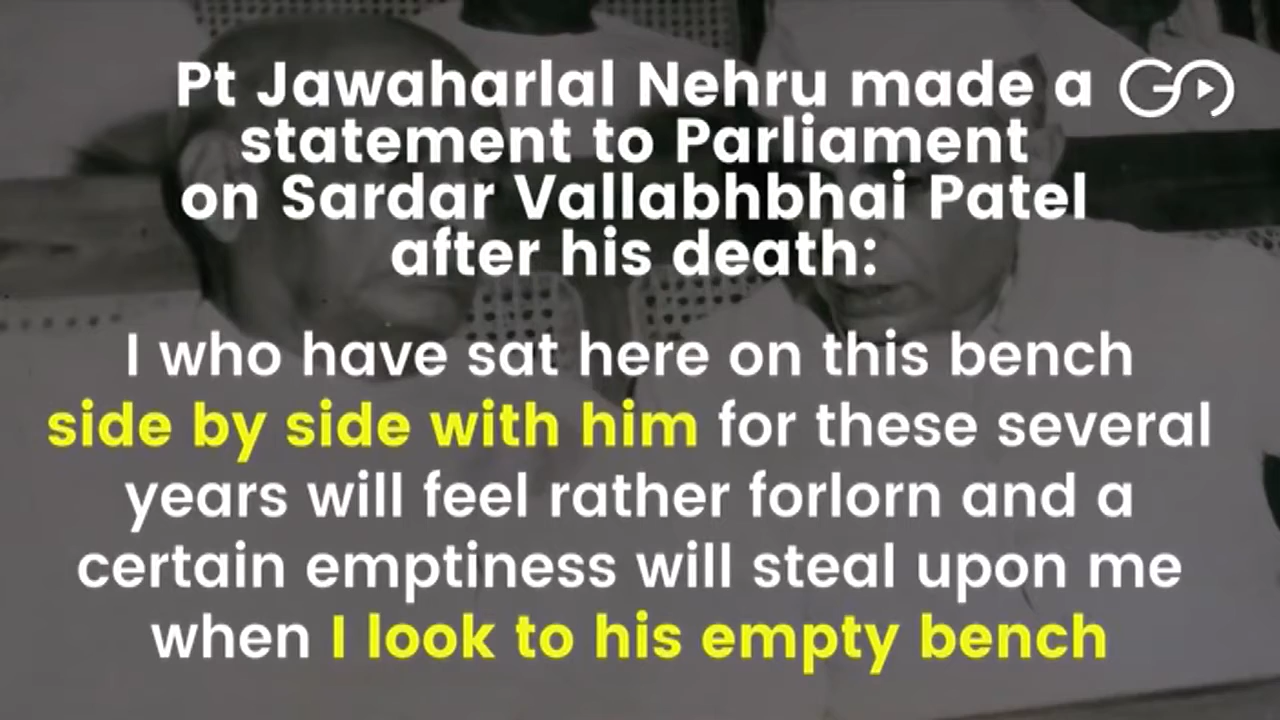 Pt Jawaharlal Nehru made a
statement to Parliament
on Sardar Vallabhbhai Patel
after his death:
I who have sat here on this bench
side by side with him for these several
years will feel rather forlorn and a
certain emptiness will steal upon me
when I look to his empty bench